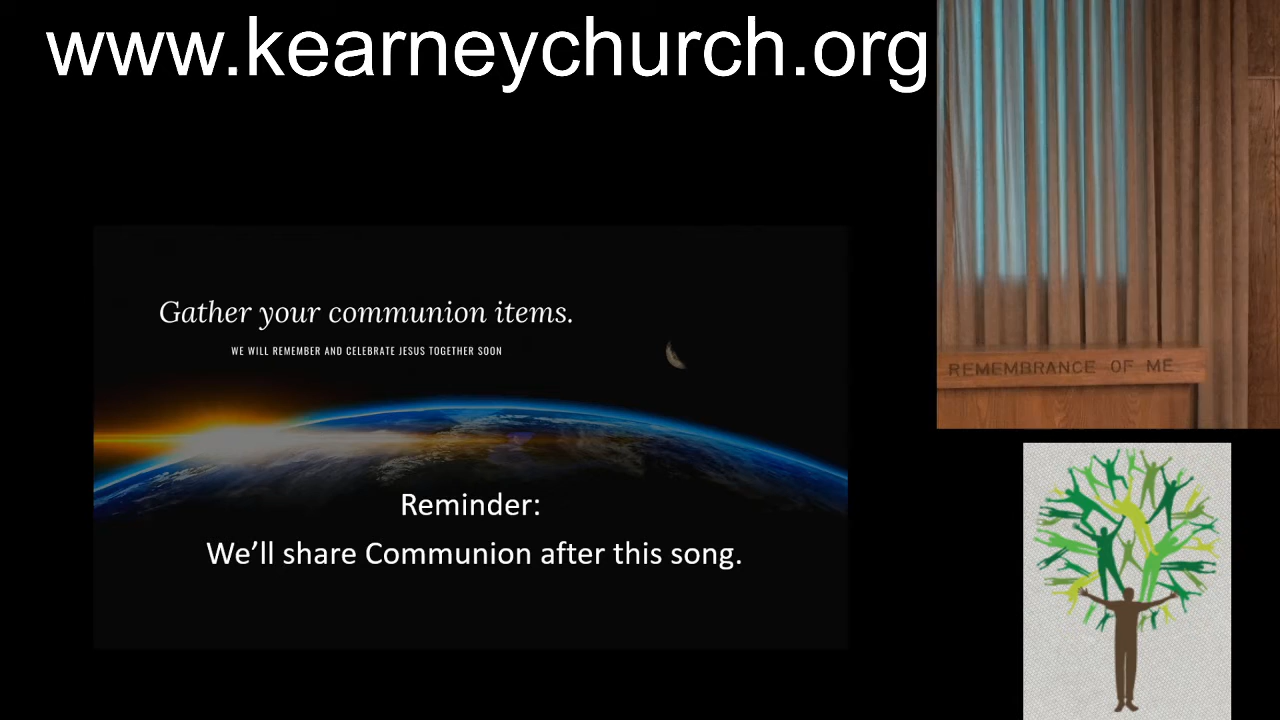 www.kearneychurch.org
Gather your communion items.
WE WILL REMEMBER AND CELEBRATE JESUS TOGETHER SOON
REMEMBRANCE OF ME
Reminder:
We’ll share Communion after this song.